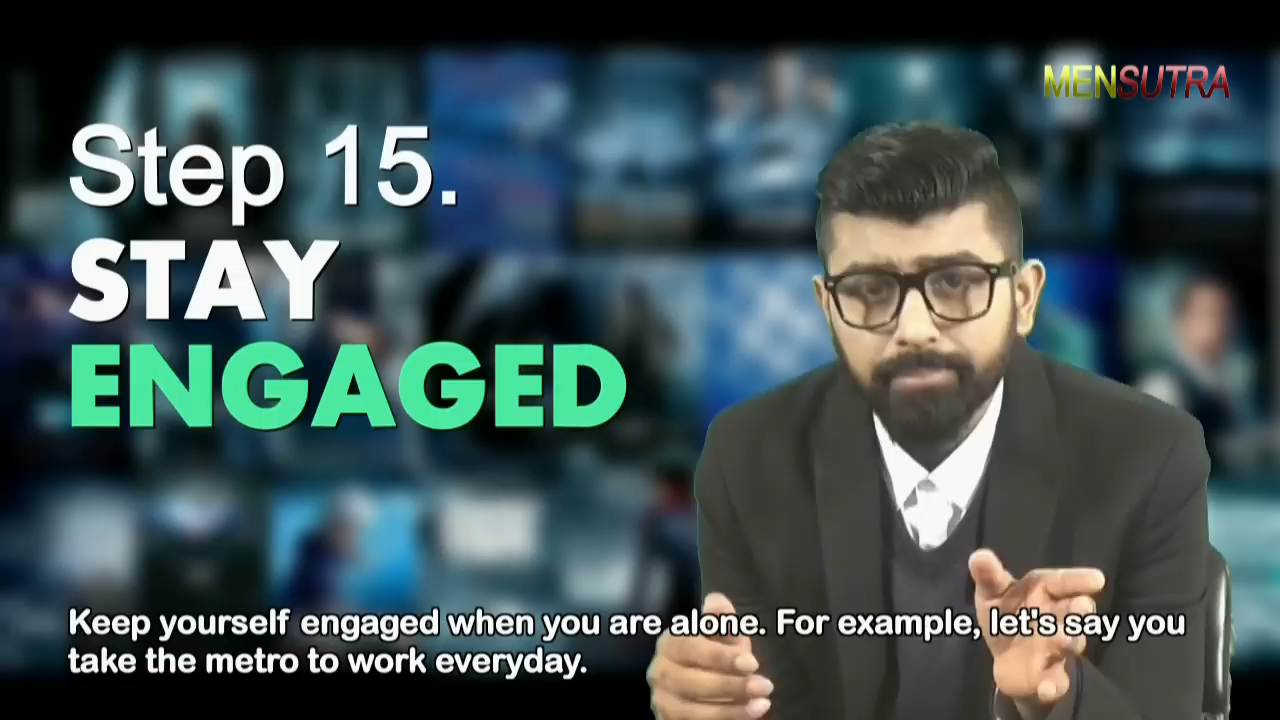 MENSUTRA
Step 15.
STAY
ENGAGED
Keep yourself engaged when you are alone. For example, let's say you
take the metro to work everyday.